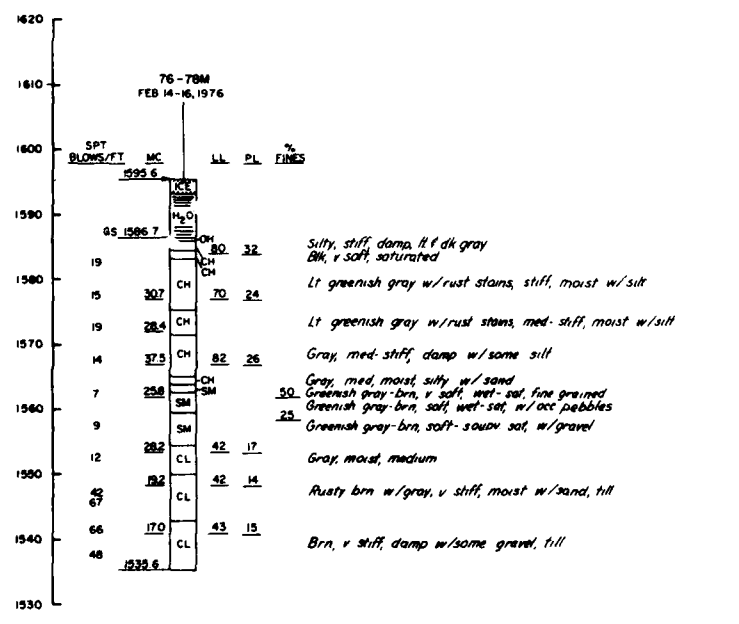 1620
1610
76-78M
FEB 14-16, 1976
1600
SPT
BLOWS/FT MC LL PL %
FINES
1595.6
ICE
1590
H2O
GS 1586.7
OH
80 32 Silty, stiff, damp, lt & dk gray
19 CH Blk, v soft, saturated
CH
1580
CH
15 30.7 70 24 Lt greenish gray w/rust stains, stiff, moist w/silt
19 28.4 CH Lt greenish gray w/rust stains, med-stiff, moist w/silt
1570
14 37.5 CH 82 26 Gray, med-stiff, damp w/some silt
CH Gray, med, moist, silty w/sand
7 25.8 SM 50 Greenish gray-brn, v soft, wet-sat, fine grained
1560 SM Greenish gray-brn, soft, wet-sat, w/occ pebbles
25
9 SM Greenish gray-brn, soft-soupy sat, w/gravel
28.2 42 17
12 CL Gray, moist, medium
1550
19.2 42 14
42 CL Rusty brn w/gray, v stiff, moist w/sand, till
67
66 17.0 43 15
1540 CL Brn, v stiff, damp w/some gravel, till
48
1535.6
1530